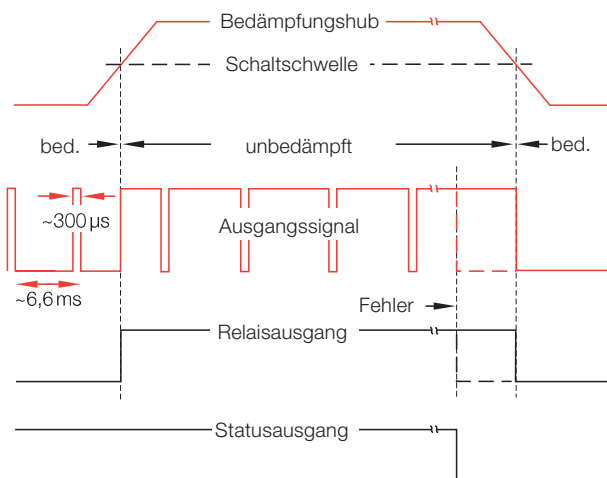 Bedämpfungshub
Schaltschwelle
bed.
unbedämpft
bed.
~300 µs
Ausgangssignal
~6,6 ms
Fehler
Relaisausgang
Statusausgang